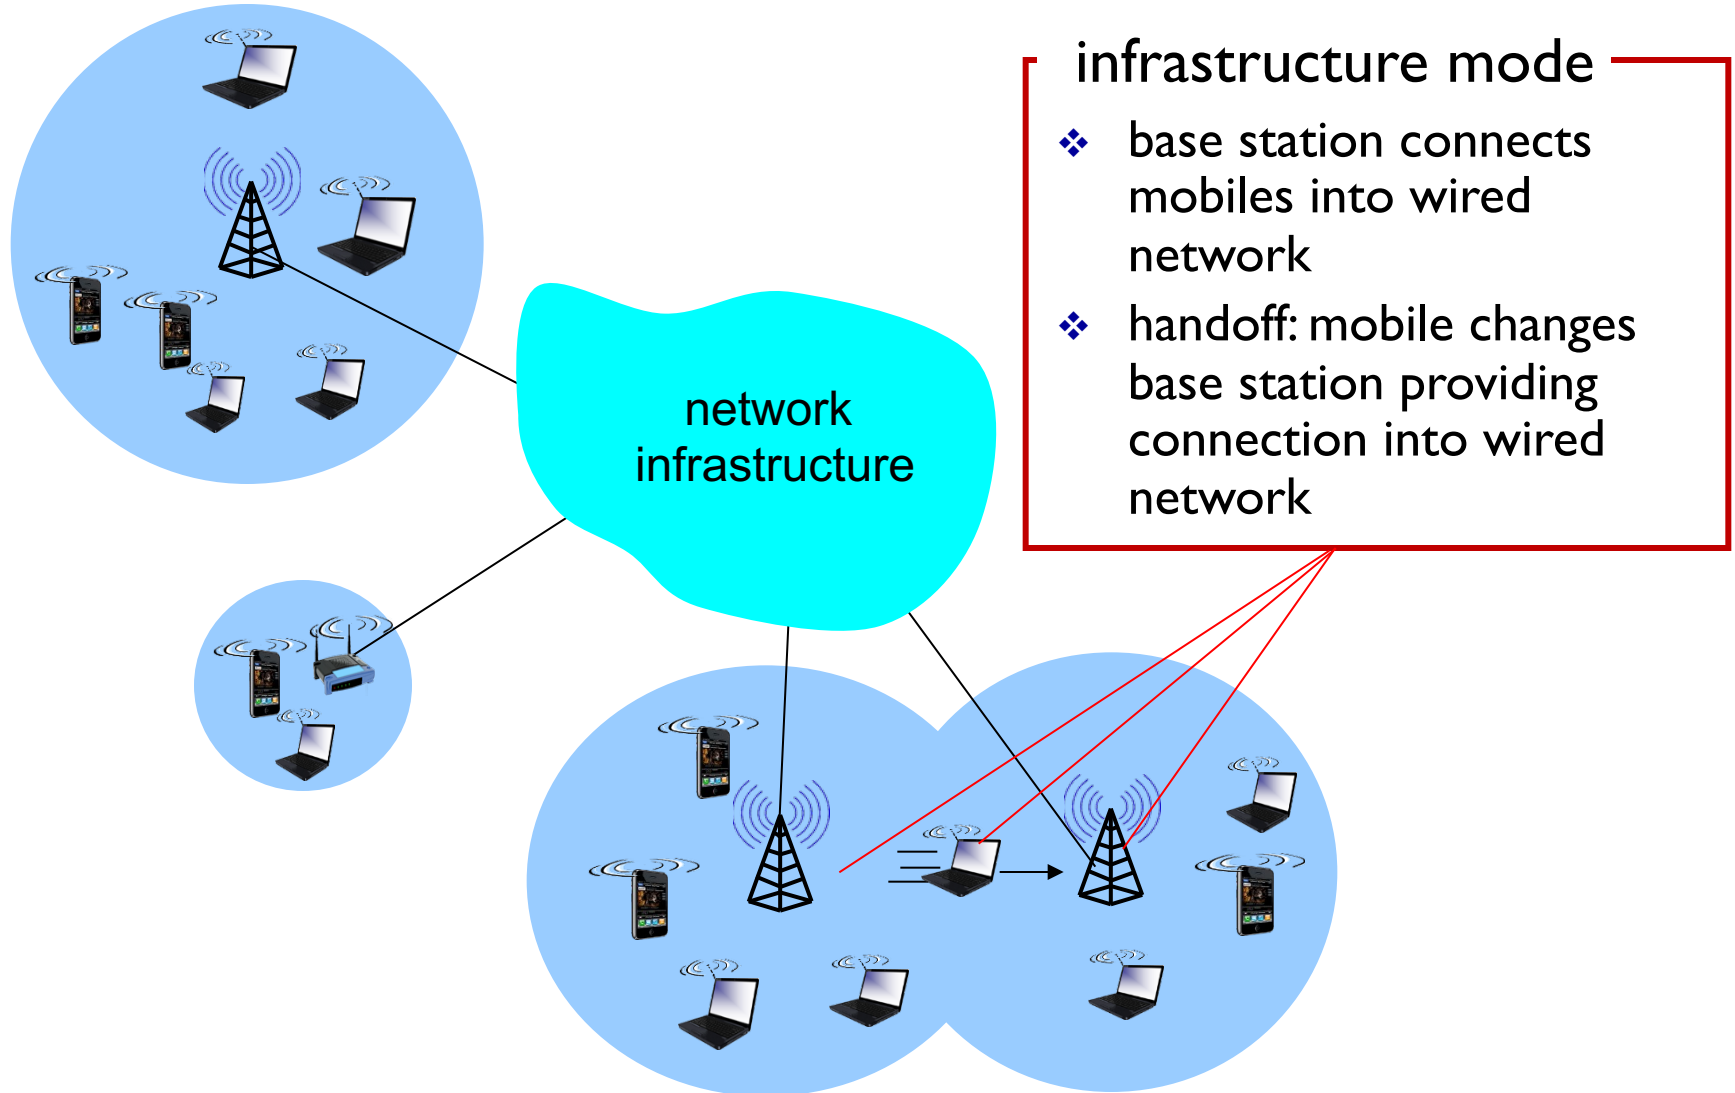 infrastructure mode
❖ base station connects
mobiles into wired
network
❖ handoff: mobile changes
base station providing
connection into wired
network
network
infrastructure